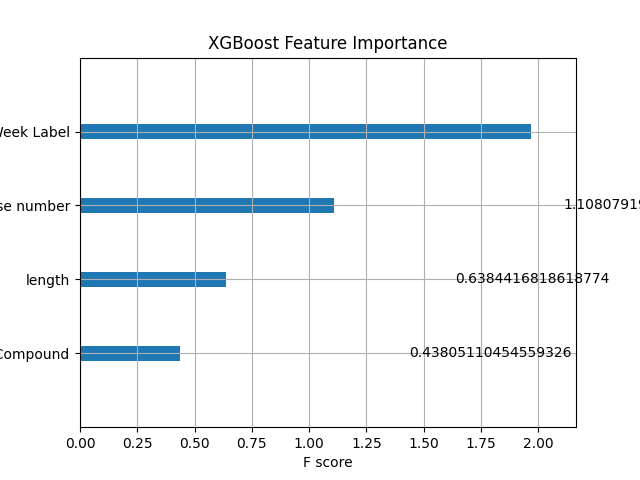 XGBoost Feature Importance
Week Label
se number
1.10807919
length
0.6384416818618774
Compound
0.43805110454559326
0.00 0.25 0.50 0.75 1.00 1.25 1.50 1.75 2.00
F score